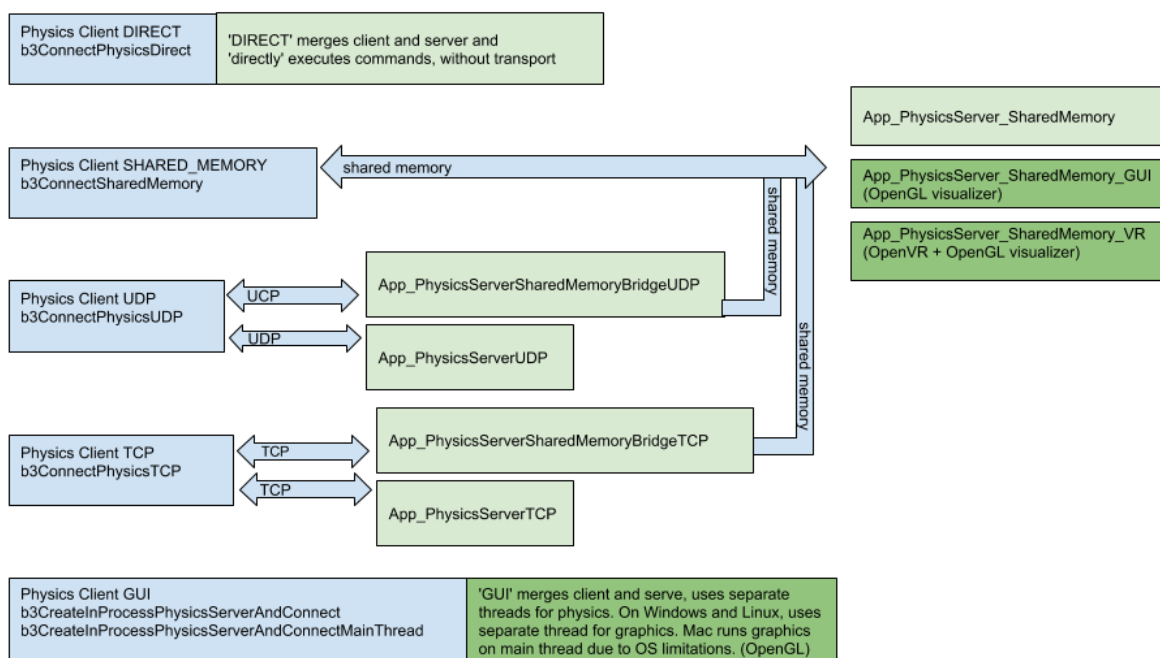 Physics Client DIRECT
b3ConnectPhysicsDirect
'DIRECT' merges client and server and
'directly' executes commands, without transport
App_PhysicsServer_SharedMemory
Physics Client SHARED_MEMORY
b3ConnectSharedMemory
shared memory
App_PhysicsServer_SharedMemory_GUI
(OpenGL visualizer)
App_PhysicsServer_SharedMemory_VR
(OpenVR + OpenGL visualizer)
shared memory
shared memory
Physics Client UDP
b3ConnectPhysicsUDP
UCP
UDP
App_PhysicsServerSharedMemoryBridgeUDP
App_PhysicsServerUDP
Physics Client TCP
b3ConnectPhysicsTCP
TCP
TCP
App_PhysicsServerSharedMemoryBridgeTCP
App_PhysicsServerTCP
Physics Client GUI
b3CreateInProcessPhysicsServerAndConnect
b3CreateInProcessPhysicsServerAndConnectMainThread
'GUI' merges client and serve, uses separate
threads for physics. On Windows and Linux, uses
separate thread for graphics. Mac runs graphics
on main thread due to OS limitations. (OpenGL)